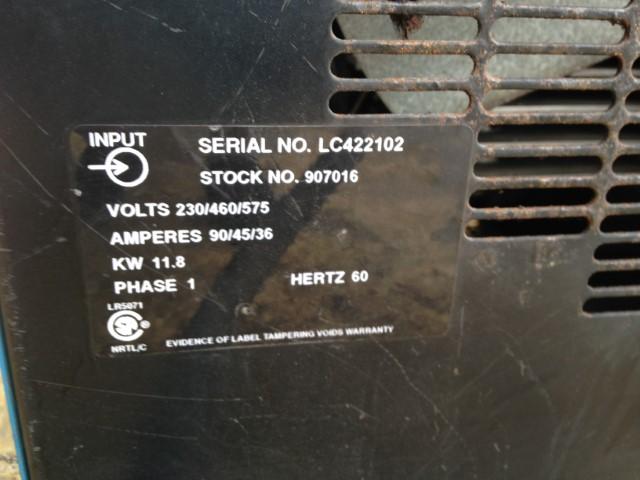 INPUT
SERIAL NO. LC422102
STOCK NO. 907016
VOLTS 230/460/575
AMPERES 90/45/36
KW 11.8
PHASE 1 HERTZ 60
LR5071
NRTL/C
EVIDENCE OF LABEL TAMPERING VOIDS WARRANTY